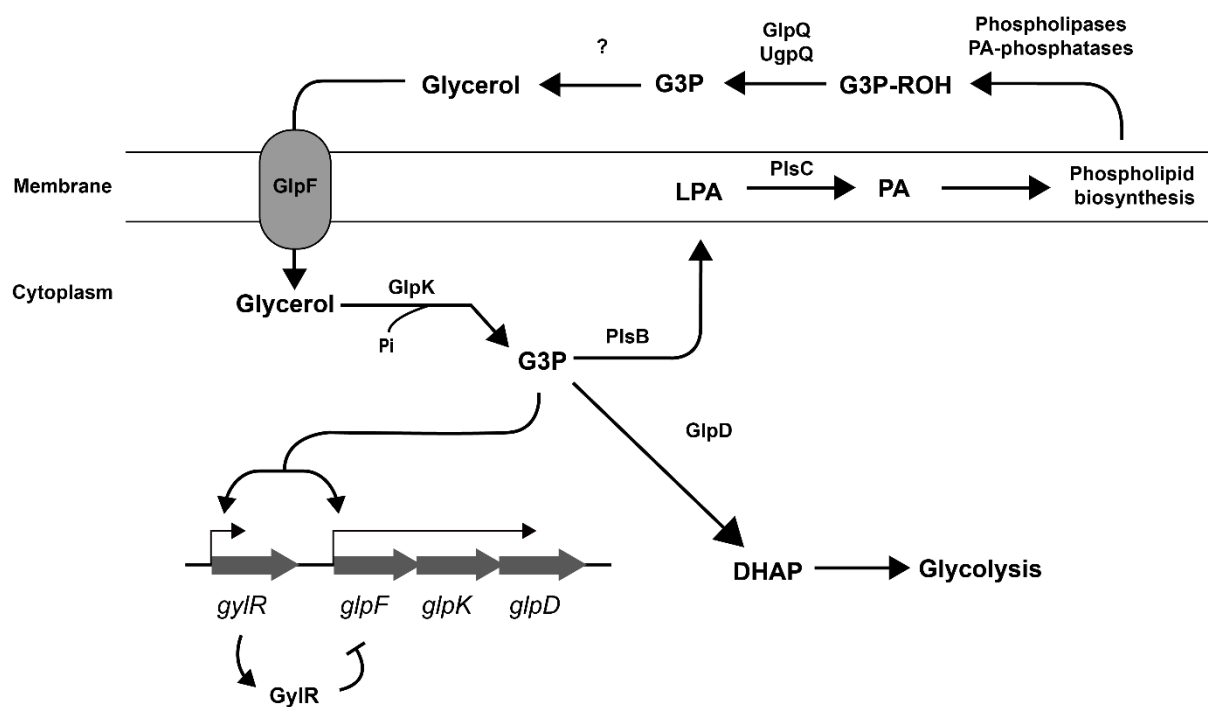 Phospholipases
PA-phosphatases
GlpQ
UgpQ
?
Glycerol
G3P
G3P-ROH
Membrane
GlpF
LPA
PlsC
PA
Phospholipid
biosynthesis
Cytoplasm
Glycerol
GlpK
Pi
G3P
PlsB
GlpD
DHAP
Glycolysis
gylR
glpF
glpK
glpD
GylR